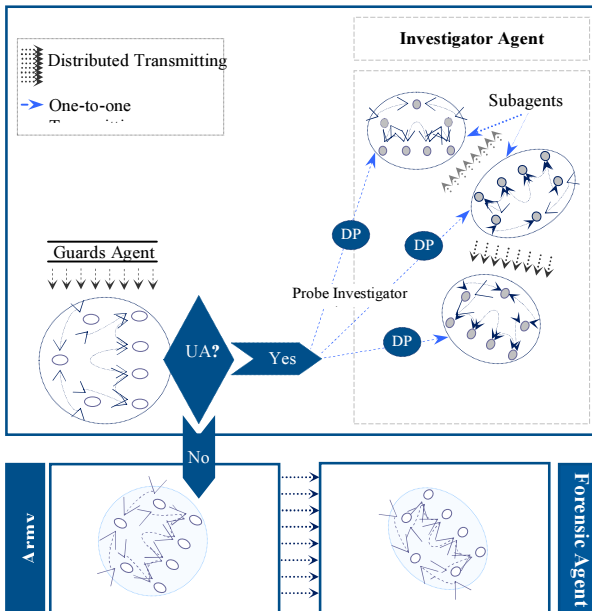 Investigator Agent
Distributed Transmitting
One-to-one
Subagents
DP
DP
Guards Agent
Probe Investigator
UA?
Yes
DP
No
Army
Forensic Agent